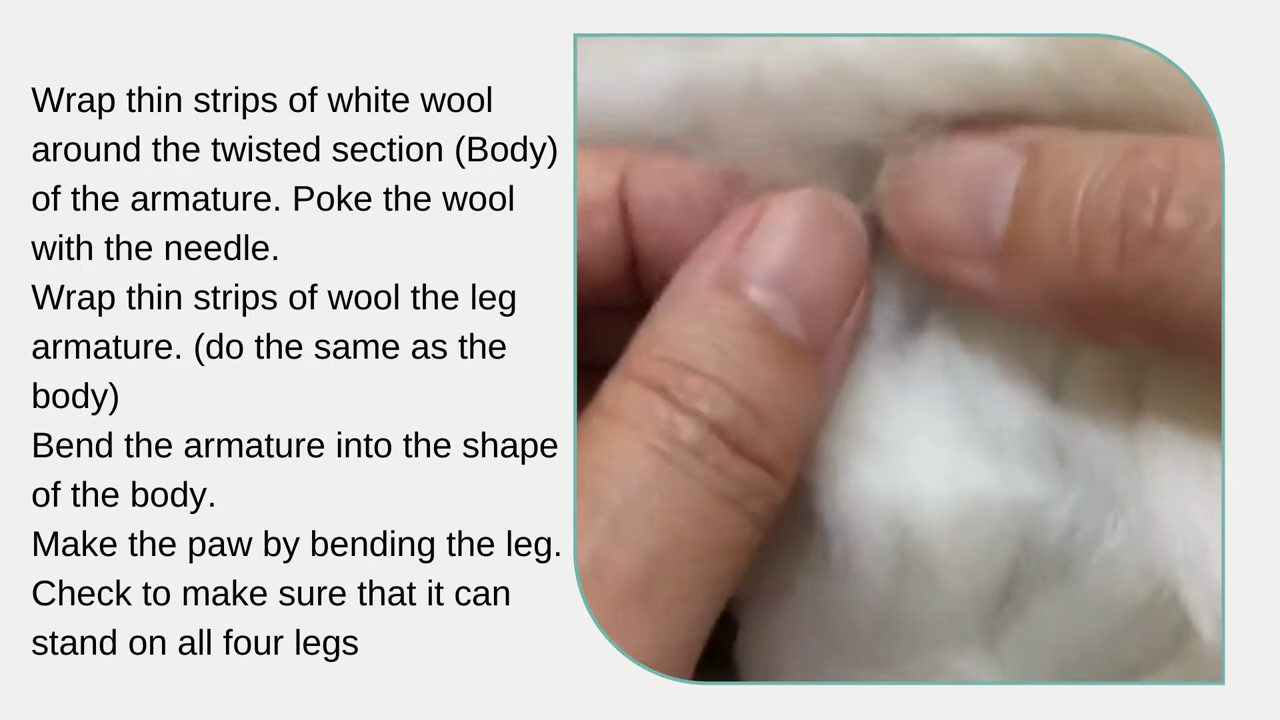 Wrap thin strips of white wool
around the twisted section (Body)
of the armature. Poke the wool
with the needle.
Wrap thin strips of wool the leg
armature. (do the same as the
body)
Bend the armature into the shape
of the body.
Make the paw by bending the leg.
Check to make sure that it can
stand on all four legs